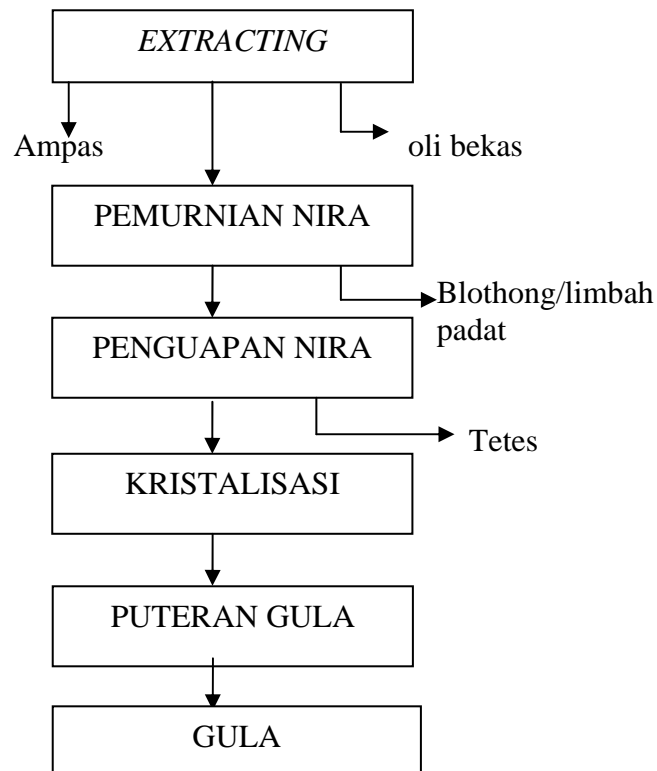 EXTRACTING
Ampas
oli bekas
PEMURNIAN NIRA
Blothong/limbah
padat
PENGUAPAN NIRA
Tetes
KRISTALISASI
PUTERAN GULA
GULA